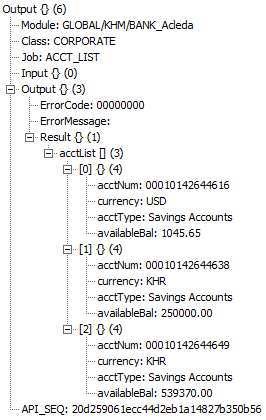 Output {} (6)
Module: GLOBAL/KHM/BANK_Acleda
Class: CORPORATE
Job: ACCT_LIST
Input {} (0)
Output {} (3)
ErrorCode: 00000000
ErrorMessage:
Result {} (1)
acctList [] (3)
[0] {} (4)
acctNum: 00010142644616
currency: USD
acctType: Savings Accounts
availableBal: 1045.65
[1] {} (4)
acctNum: 00010142644638
currency: KHR
acctType: Savings Accounts
availableBal: 250000.00
[2] {} (4)
acctNum: 00010142644649
currency: KHR
acctType: Savings Accounts
availableBal: 539370.00
API_SEQ: 20d259061ecc44d2eb1a14827b350b56